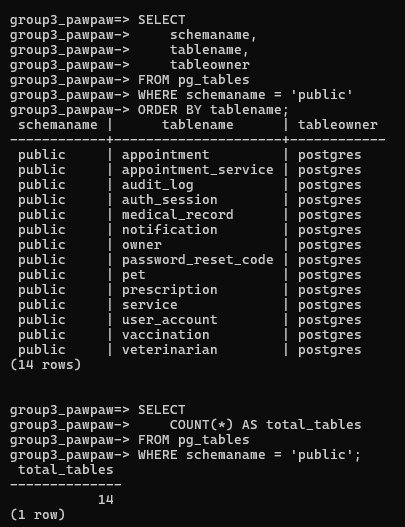 group3_pawpaw=> SELECT
group3_pawpaw->     schemaname,
group3_pawpaw->     tablename,
group3_pawpaw->     tableowner
group3_pawpaw-> FROM pg_tables
group3_pawpaw-> WHERE schemaname = 'public'
group3_pawpaw-> ORDER BY tablename;
 schemaname |      tablename      | tableowner
------------+---------------------+------------
 public     | appointment         | postgres
 public     | appointment_service | postgres
 public     | audit_log           | postgres
 public     | auth_session        | postgres
 public     | medical_record      | postgres
 public     | notification        | postgres
 public     | owner               | postgres
 public     | password_reset_code | postgres
 public     | pet                 | postgres
 public     | prescription        | postgres
 public     | service             | postgres
 public     | user_account        | postgres
 public     | vaccination         | postgres
 public     | veterinarian        | postgres
(14 rows)
group3_pawpaw=> SELECT
group3_pawpaw->     COUNT(*) AS total_tables
group3_pawpaw-> FROM pg_tables
group3_pawpaw-> WHERE schemaname = 'public';
 total_tables
--------------
           14
(1 row)